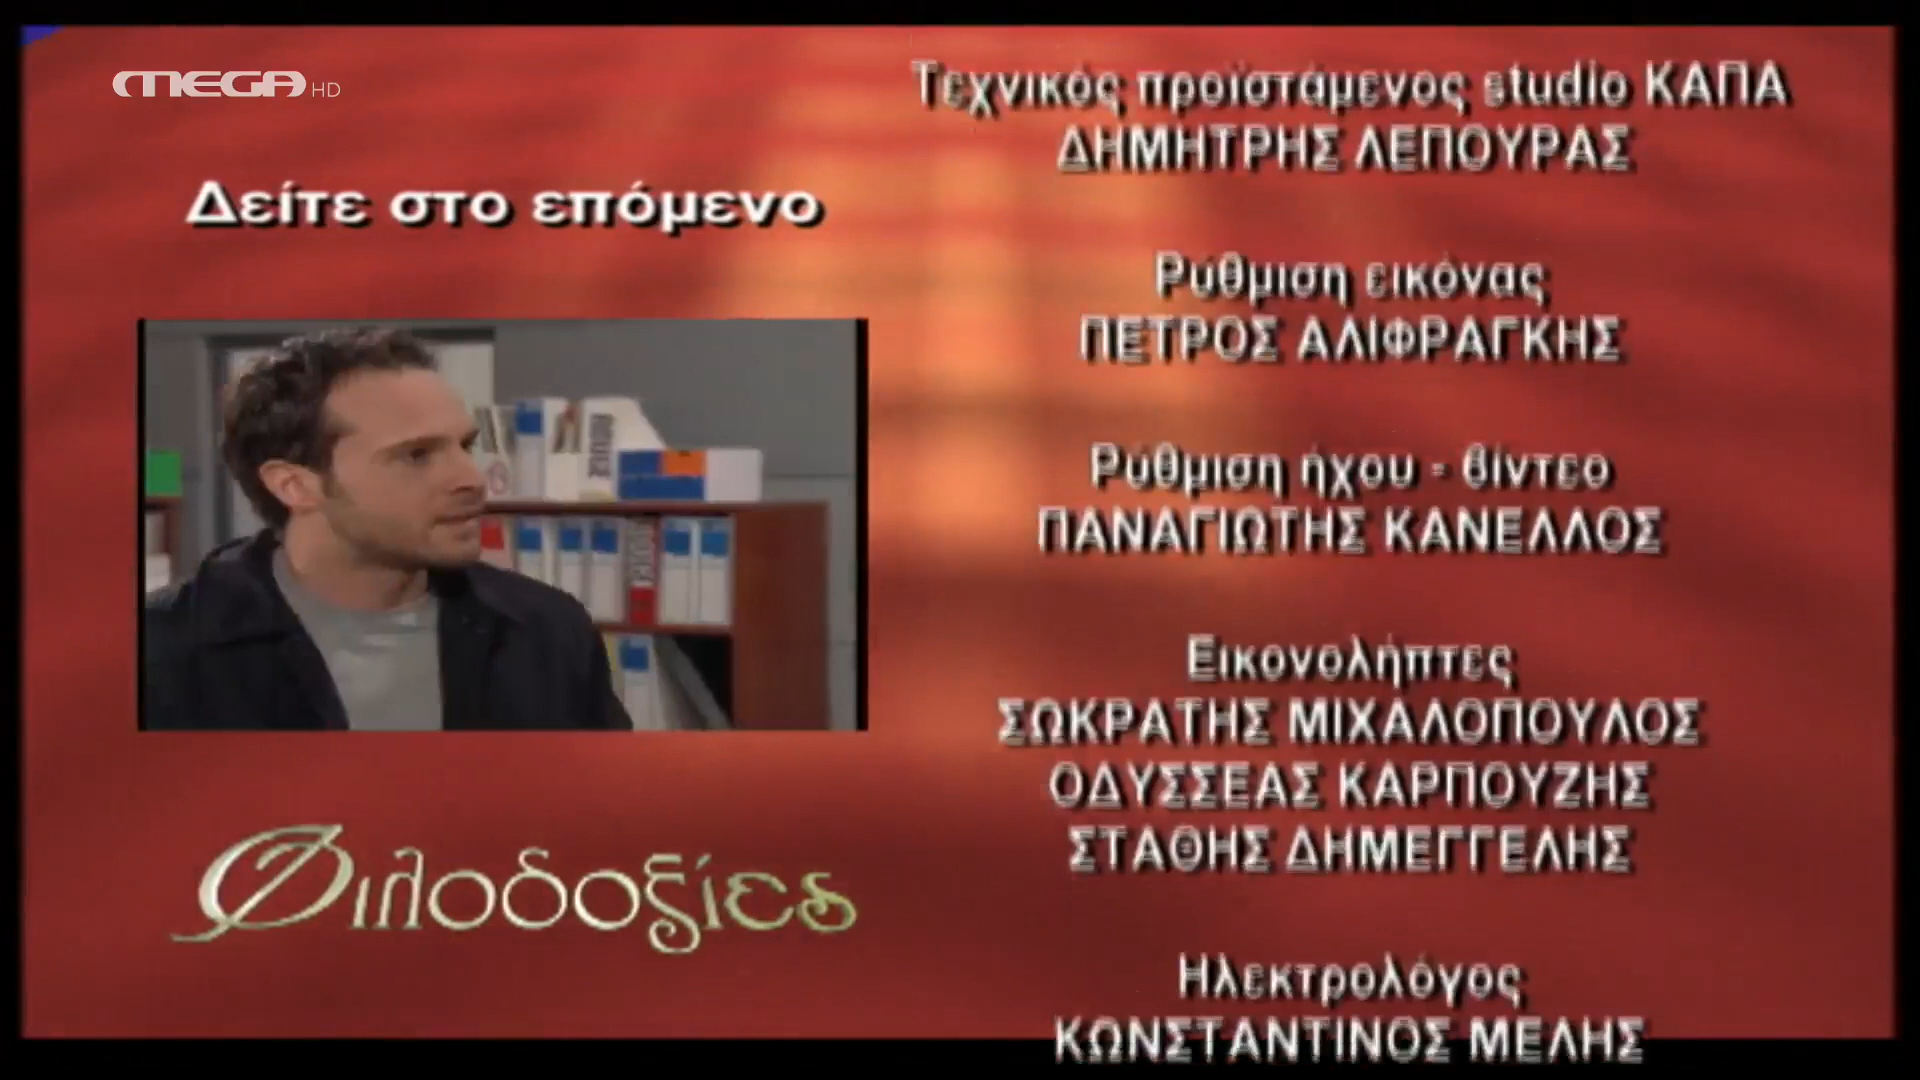 MEGA HD
Δείτε στο επόμενο
Φιλοδοξίες
Τεχνικός προϊστάμενος studio ΚΑΠΑ
ΔΗΜΗΤΡΗΣ ΛΕΠΟΥΡΑΣ
Ρύθμιση εικόνας
ΠΕΤΡΟΣ ΑΛΙΦΡΑΓΚΗΣ
Ρύθμιση ήχου - βίντεο
ΠΑΝΑΓΙΩΤΗΣ ΚΑΝΕΛΛΟΣ
Εικονολήπτες
ΣΩΚΡΑΤΗΣ ΜΙΧΑΛΟΠΟΥΛΟΣ
ΟΔΥΣΣΕΑΣ ΚΑΡΠΟΥΖΗΣ
ΣΤΑΘΗΣ ΔΗΜΕΓΓΕΛΗΣ
Ηλεκτρολόγος
ΚΩΝΣΤΑΝΤΙΝΟΣ ΜΕΛΗΣ